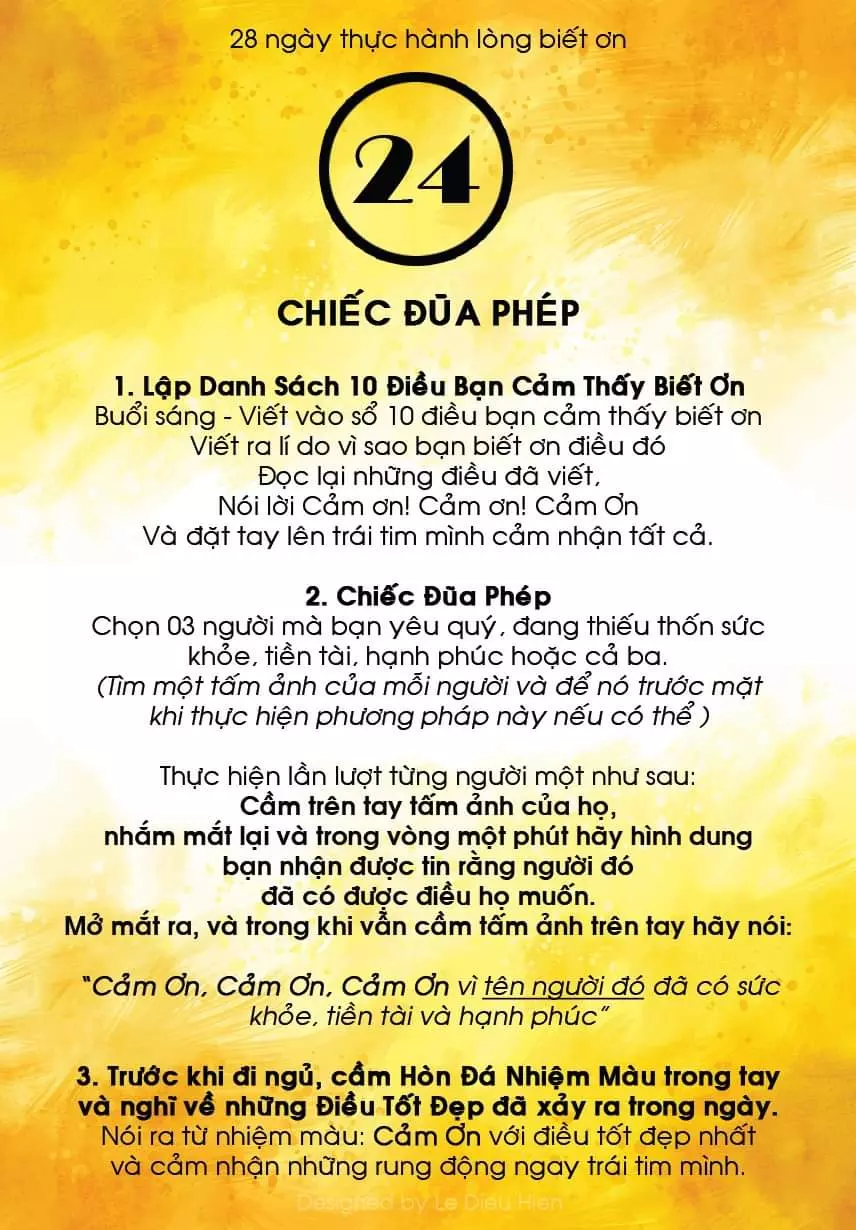 28 ngày thực hành lòng biết ơn
24
CHIẾC ĐŨA PHÉP
1. Lập Danh Sách 10 Điều Bạn Cảm Thấy Biết Ơn
Buổi sáng - Viết vào sổ 10 điều bạn cảm thấy biết ơn
Viết ra lí do vì sao bạn biết ơn điều đó
Đọc lại những điều đã viết,
Nói lời Cảm ơn! Cảm ơn! Cảm Ơn
Và đặt tay lên trái tim mình cảm nhận tất cả.
2. Chiếc Đũa Phép
Chọn 03 người mà bạn yêu quý, đang thiếu thốn sức
khỏe, tiền tài, hạnh phúc hoặc cả ba.
(Tìm một tấm ảnh của mỗi người và để nó trước mặt
khi thực hiện phương pháp này nếu có thể )
Thực hiện lần lượt từng người một như sau:
Cầm trên tay tấm ảnh của họ,
nhắm mắt lại và trong vòng một phút hãy hình dung
bạn nhận được tin rằng người đó
đã có được điều họ muốn.
Mở mắt ra, và trong khi vẫn cầm tấm ảnh trên tay hãy nói:
"Cảm Ơn, Cảm Ơn, Cảm Ơn vì tên người đó đã có sức
khỏe, tiền tài và hạnh phúc"
3. Trước khi đi ngủ, cầm Hòn Đá Nhiệm Màu trong tay
và nghĩ về những Điều Tốt Đẹp đã xảy ra trong ngày.
Nói ra từ nhiệm màu: Cảm Ơn với điều tốt đẹp nhất
và cảm nhận những rung động ngay trái tim mình.
Designed by Le Dieu Hien